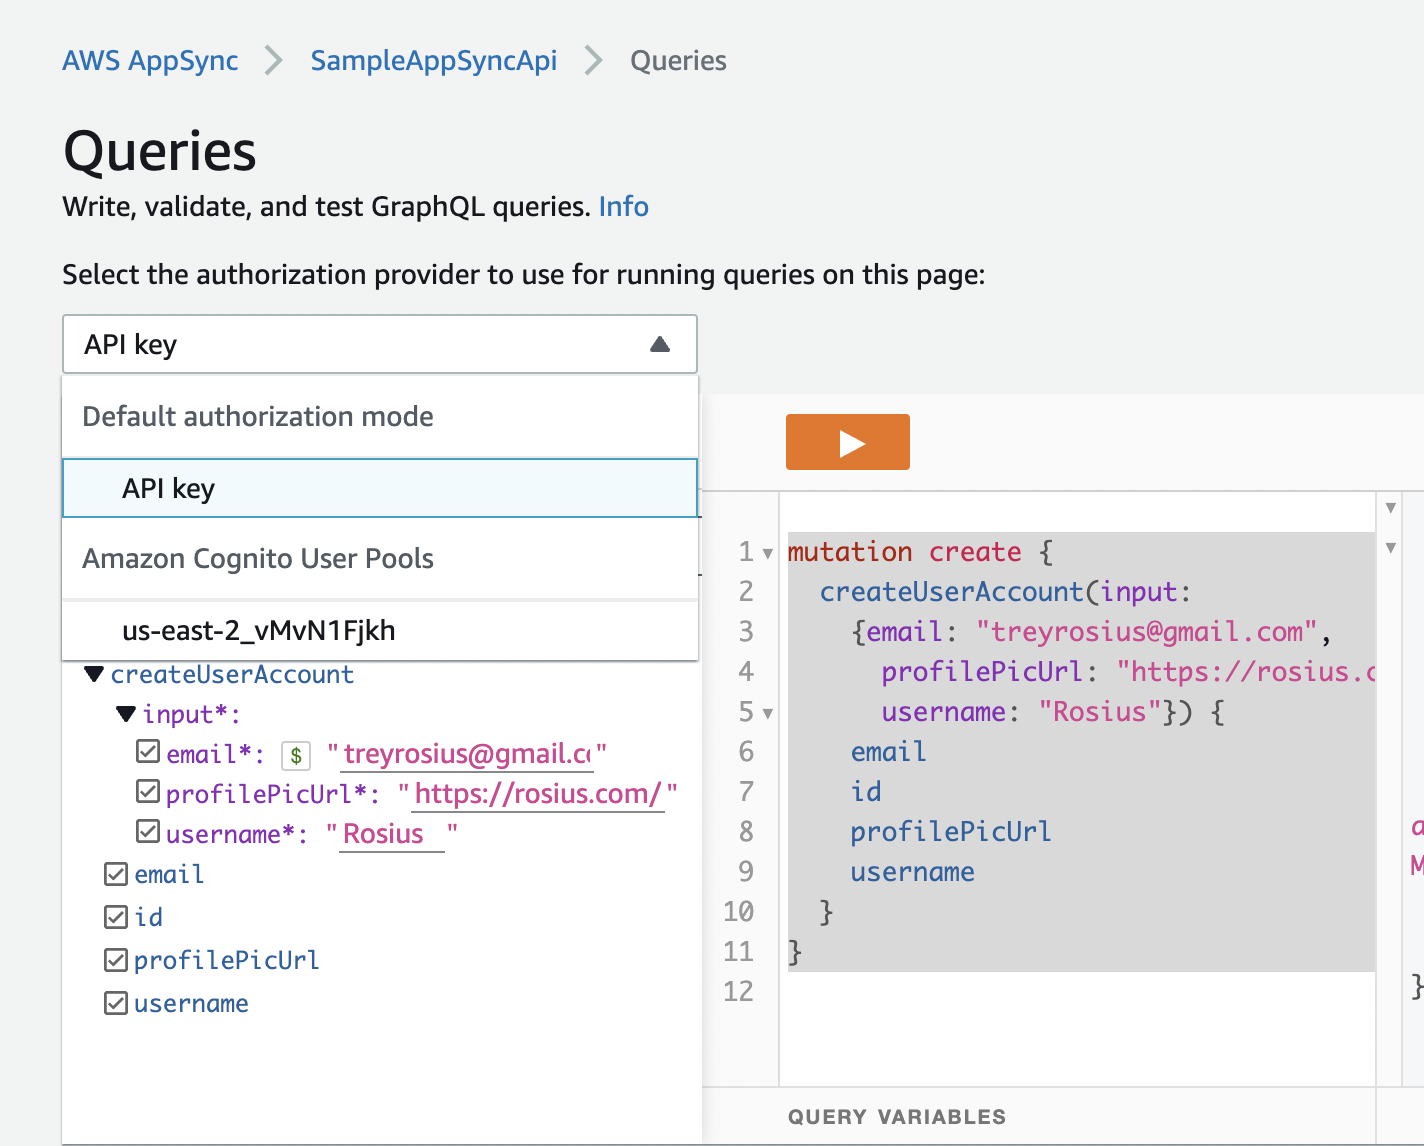 AWS AppSync > SampleAppSyncApi > Queries
Queries
Write, validate, and test GraphQL queries. Info
Select the authorization provider to use for running queries on this page:
API key
Default authorization mode
API key
Amazon Cognito User Pools
us-east-2_vMvN1Fjkh
createUserAccount
input*:
email*: $ "treyrosius@gmail.co"
profilePicUrl*: "https://rosius.com/"
username*: "Rosius "
email
id
profilePicUrl
username
1 mutation create {
2 createUserAccount(input:
3 {email: "treyrosius@gmail.com",
4 profilePicUrl: "https://rosius.c
5 username: "Rosius"}) {
6 email
7 id
8 profilePicUrl
9 username
10 }
11 }
12
a
M
}
QUERY VARIABLES